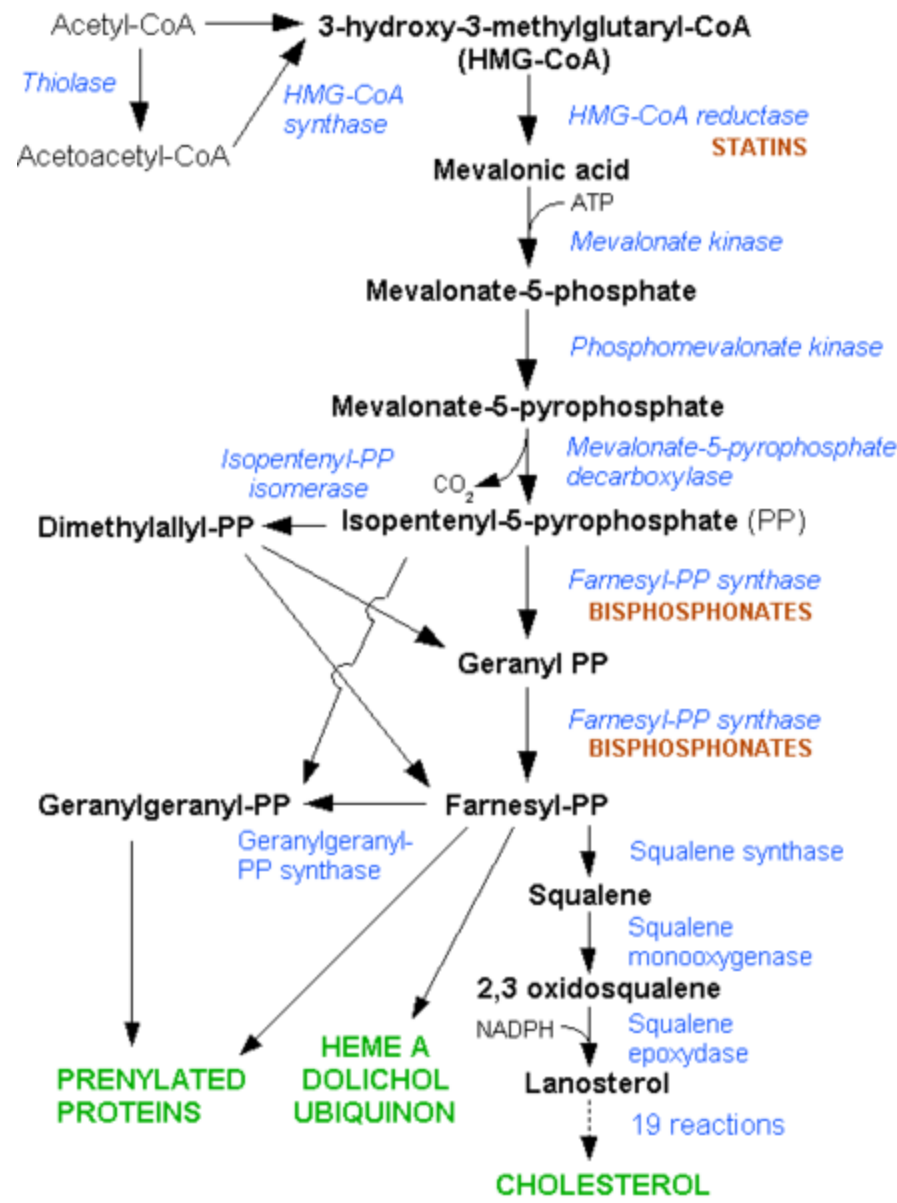 Acetyl-CoA
3-hydroxy-3-methylglutaryl-CoA
(HMG-CoA)
Thiolase
HMG-CoA
synthase
HMG-CoA reductase
STATINS
Acetoacetyl-CoA
Mevalonic acid
ATP
Mevalonate kinase
Mevalonate-5-phosphate
Phosphomevalonate kinase
Mevalonate-5-pyrophosphate
Isopentenyl-PP
isomerase
CO2
Mevalonate-5-pyrophosphate
decarboxylase
Dimethylallyl-PP
Isopentenyl-5-pyrophosphate (PP)
Farnesyl-PP synthase
BISPHOSPHONATES
Geranyl PP
Farnesyl-PP synthase
BISPHOSPHONATES
Geranylgeranyl-PP
Farnesyl-PP
Geranylgeranyl-
PP synthase
Squalene synthase
Squalene
Squalene
monooxygenase
2,3 oxidosqualene
NADPH
Squalene
epoxydase
Lanosterol
PRENYLATED
PROTEINS
HEME A
DOLICHOL
UBIQUINON
19 reactions
CHOLESTEROL